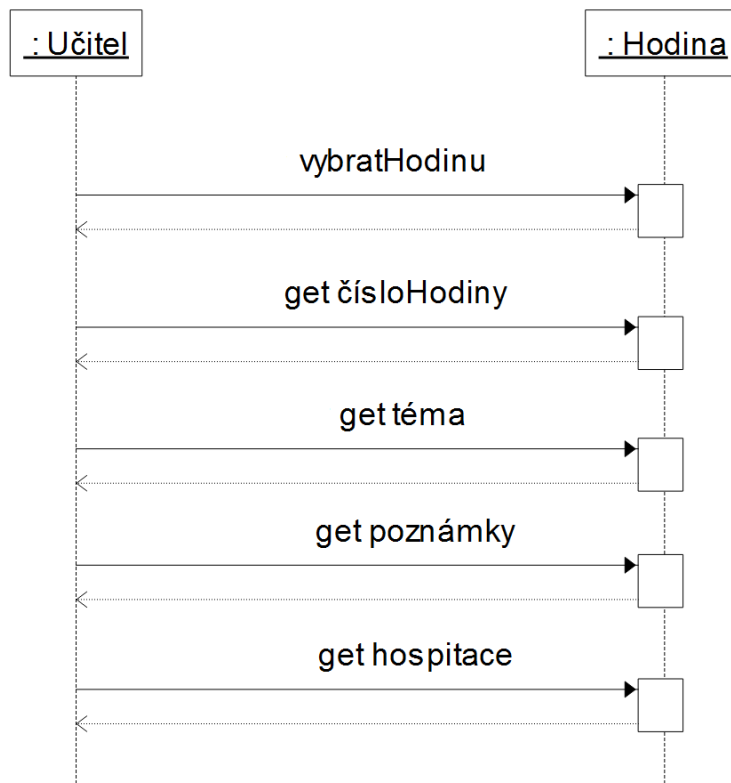 : Učitel
: Hodina
vybratHodinu
get čísloHodiny
get téma
get poznámky
get hospitace